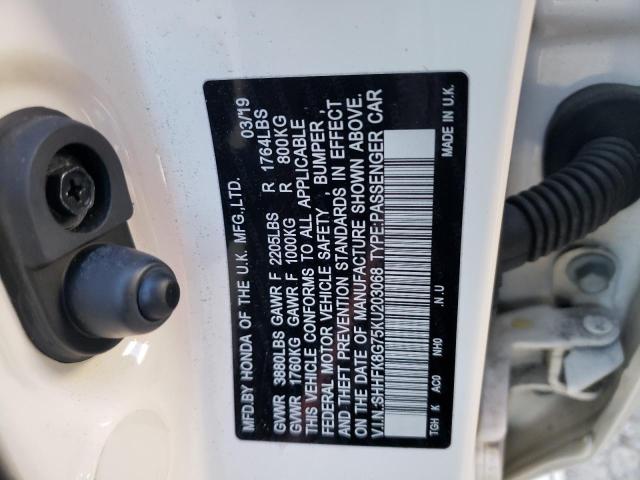 MFD.BY HONDA OF THE U.K. MFG.,LTD. 03/19
GVWR 3880LBS GAWR F 2205LBS R 1764LBS
GVWR 1760KG GAWR F 1000KG R 800KG
THIS VEHICLE CONFORMS TO ALL APPLICABLE
FEDERAL MOTOR VEHICLE SAFETY , BUMPER ,
AND THEFT PREVENTION STANDARDS IN EFFECT
ON THE DATE OF MANUFACTURE SHOWN ABOVE.
V.I.N.:SHHFK8G75KU203068 TYPE:PASSENGER CAR
TGH K AC0 NH0 .N.U MADE IN U.K.